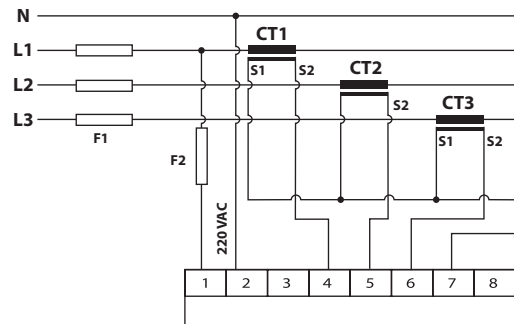 N
L1
CT1
S1 S2
L2
CT2
S2
L3
F1
CT3
S1 S2
F2
220 VAC
1 2 3 4 5 6 7 8